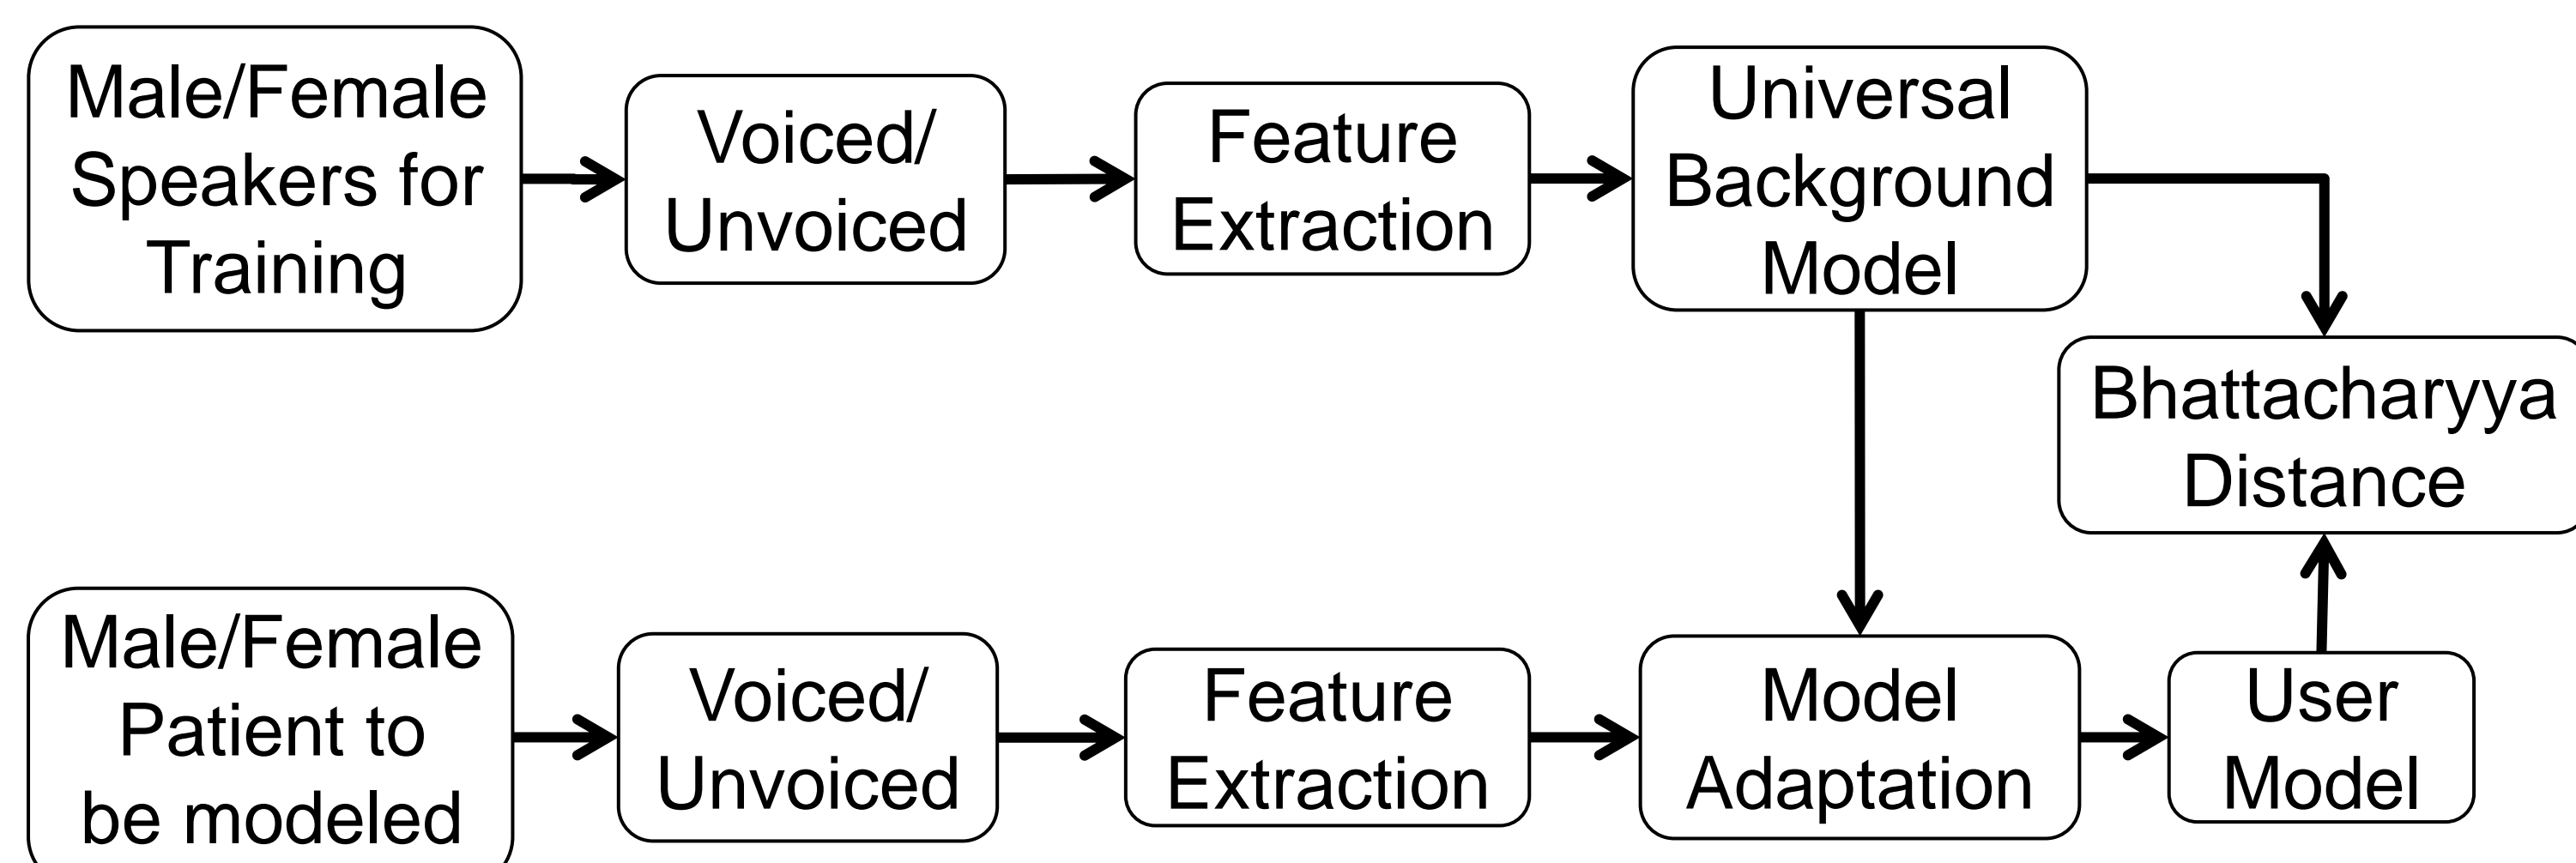 Male/Female
Speakers for
Training
Voiced/
Unvoiced
Feature
Extraction
Universal
Background
Model
Bhattacharyya
Distance
Male/Female
Patient to
be modeled
Voiced/
Unvoiced
Feature
Extraction
Model
Adaptation
User
Model